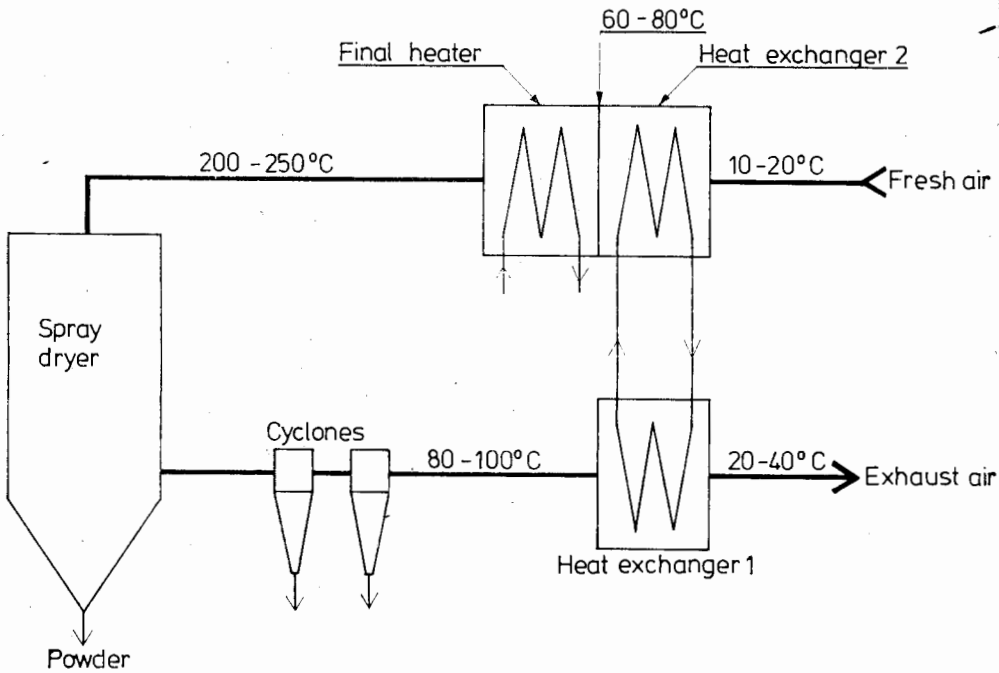 60-80°C
Final heater
Heat exchanger 2
200-250°C
10-20°C
Fresh air
Spray
dryer
Cyclones
80-100°C
20-40°C
Exhaust air
Heat exchanger 1
Powder